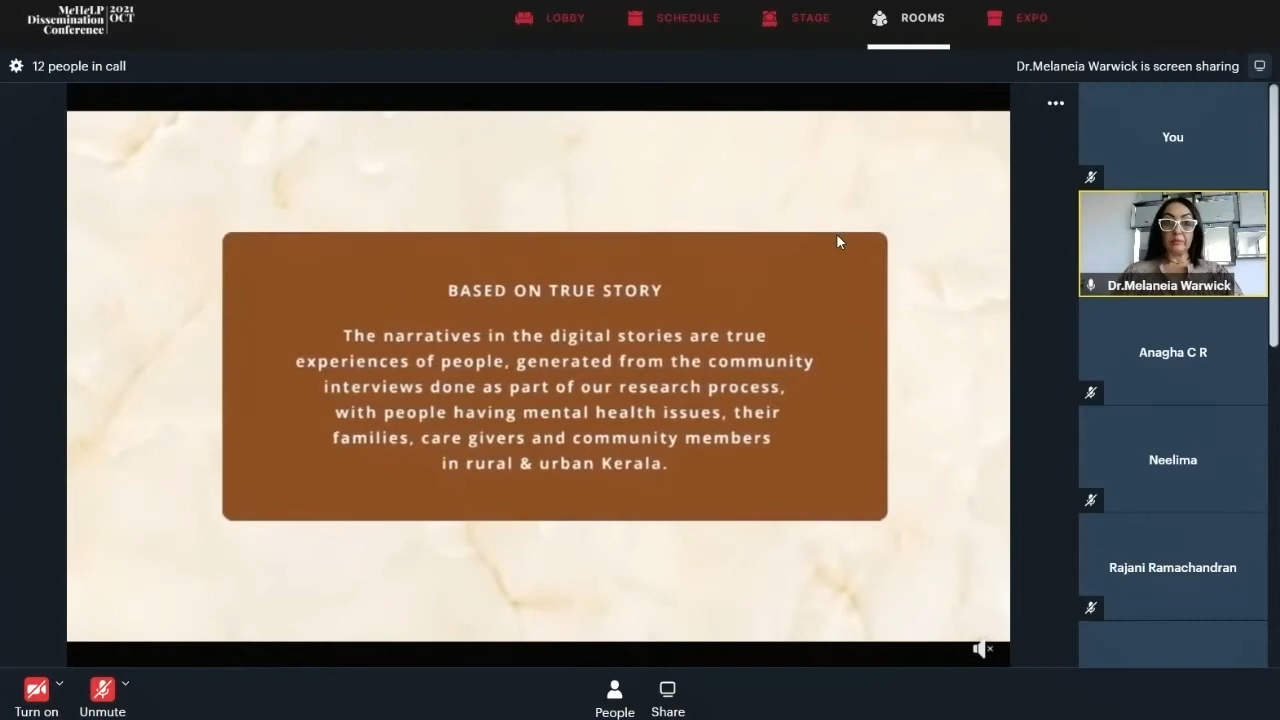 MeHeLP 2021
Dissemination OCT
Conference
LOBBY
SCHEDULE
STAGE
ROOMS
EXPO
12 people in call
Dr.Melaneia Warwick is screen sharing
BASED ON TRUE STORY
The narratives in the digital stories are true
experiences of people, generated from the community
interviews done as part of our research process,
with people having mental health issues, their
families, care givers and community members
in rural & urban Kerala.
You
Dr.Melaneia Warwick
Anagha C R
Neelima
Rajani Ramachandran
Turn on
Unmute
People
Share